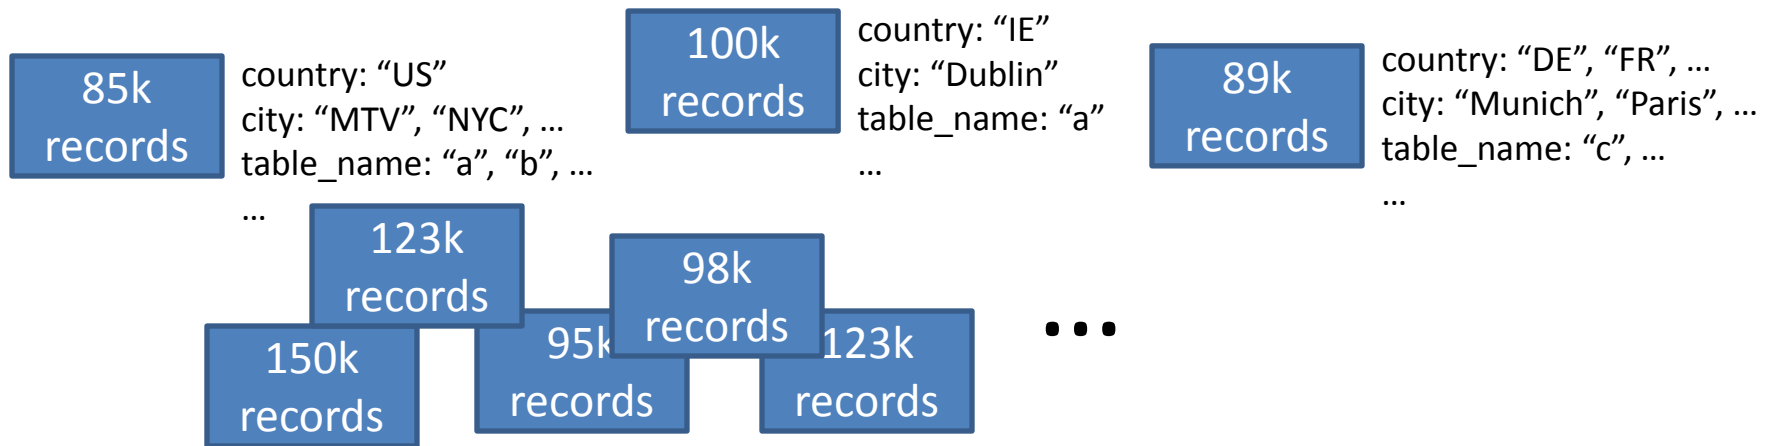 85k
records
country: “US”
city: “MTV”, “NYC”, …
table_name: “a”, “b”, …
…
100k
records
country: “IE”
city: “Dublin”
table_name: “a”
…
89k
records
country: “DE”, “FR”, …
city: “Munich”, “Paris”, …
table_name: “c”, …
…
123k
records
98k
records
150k
records
95k
records
123k
records
…